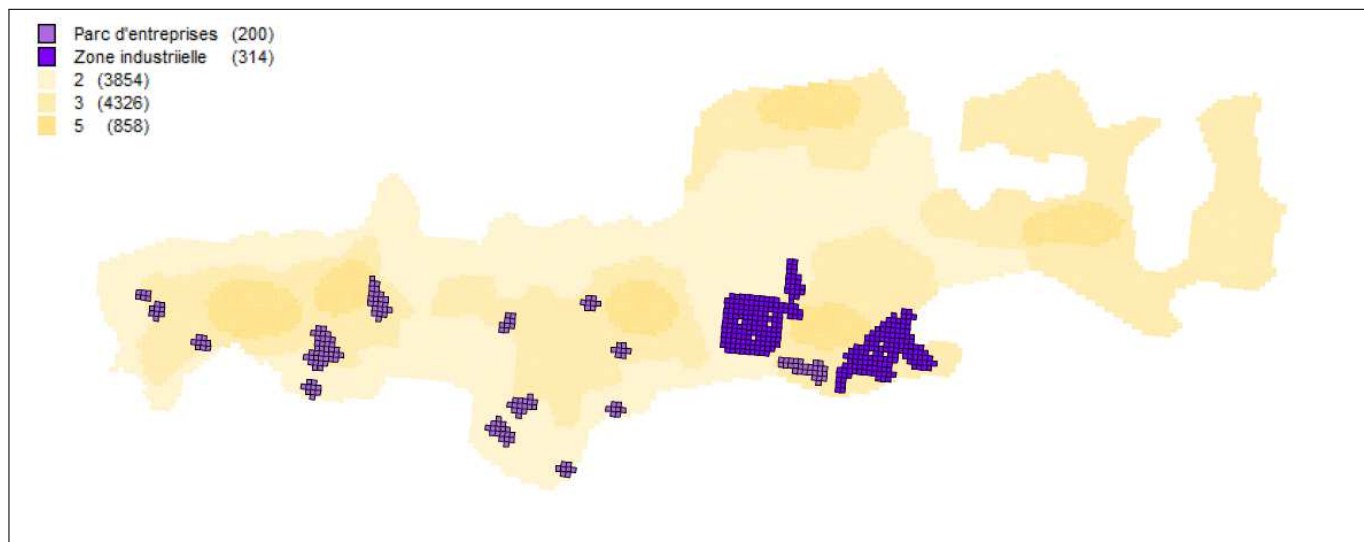 Parc d'entreprises (200)
Zone industriielle (314)
2 (3854)
3 (4326)
5 (858)